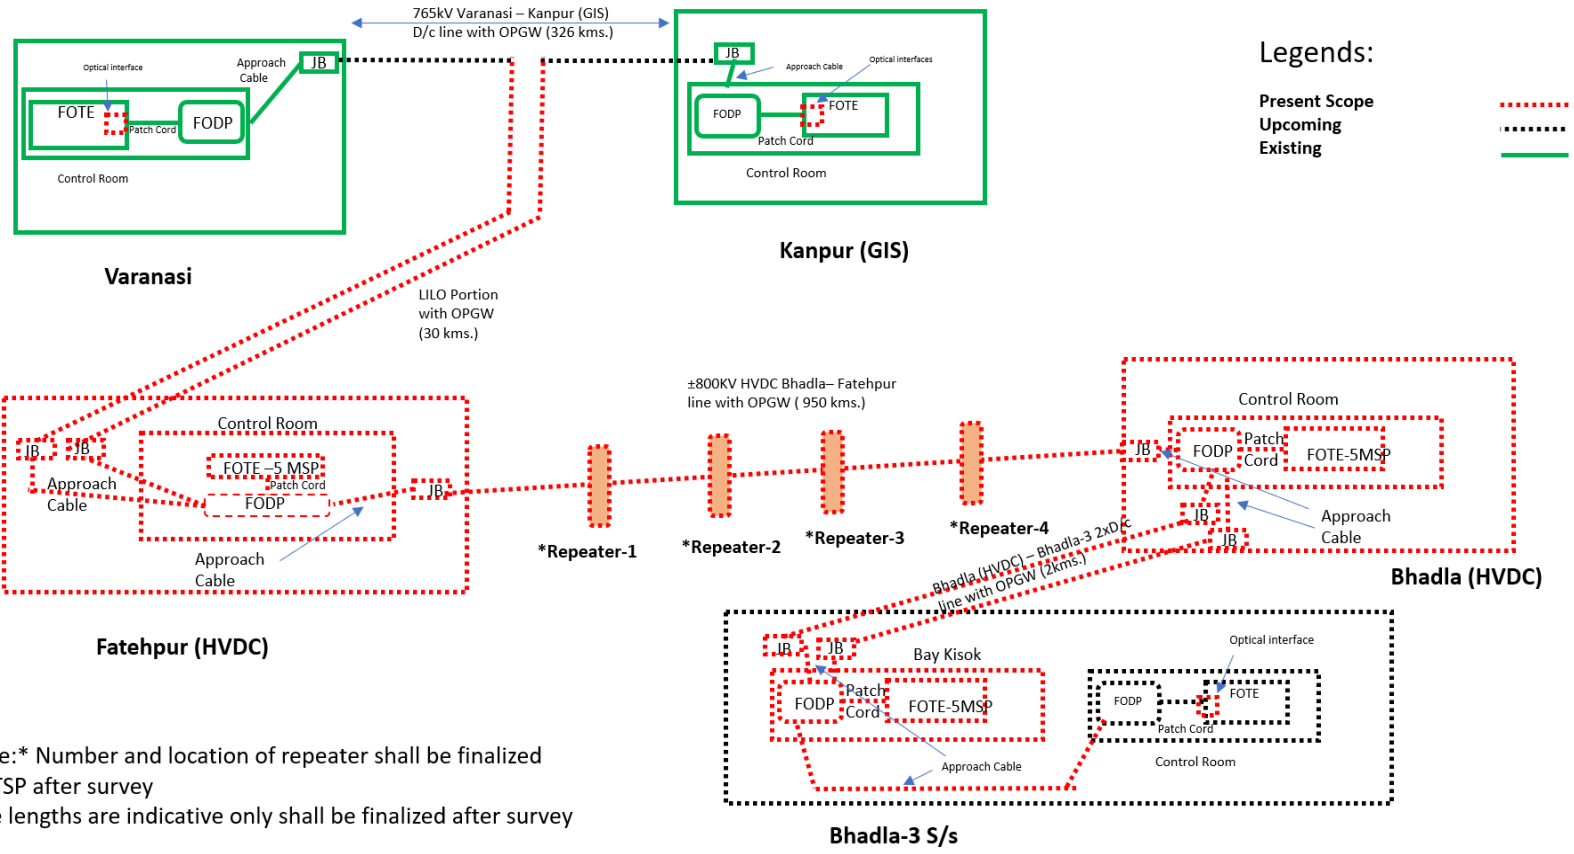 765kV Varanasi – Kanpur (GIS)
D/c line with OPGW (326 kms.)
Optical interface
Approach
Cable
JB
FOTE
Patch Cord
FODP
Control Room
Varanasi
JB
Approach Cable
Optical interfaces
FODP
FOTE
Patch Cord
Control Room
Kanpur (GIS)
Legends:
Present Scope
Upcoming
Existing
LILO Portion
with OPGW
(30 kms.)
±800KV HVDC Bhadla– Fatehpur
line with OPGW ( 950 kms.)
Control Room
JB
JB
FOTE –5 MSP
Patch Cord
FODP
Approach
Cable
JB
Approach
Cable
Fatehpur (HVDC)
*Repeater-1
*Repeater-2
*Repeater-3
*Repeater-4
Control Room
JB
FODP
Patch
Cord
FOTE-5MSP
JB
JB
Approach
Cable
Bhadla (HVDC)
Bhadla (HVDC) – Bhadla-3 2xD/c
line with OPGW (2kms.)
JB
JB
Bay Kisok
FODP
Patch
Cord
FOTE-5MSP
Optical interface
FODP
FOTE
Patch Cord
Control Room
Approach Cable
Bhadla-3 S/s
e:* Number and location of repeater shall be finalized
TSP after survey
e lengths are indicative only shall be finalized after survey